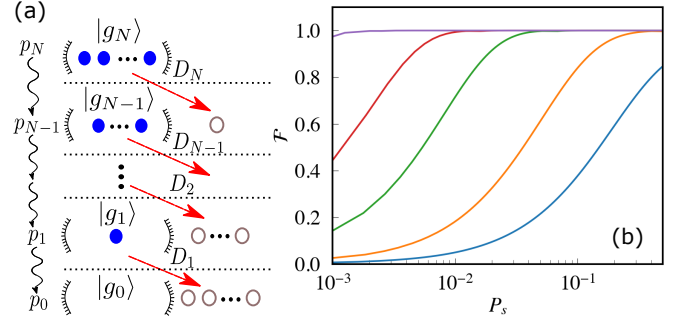 (a)
p_N |g_N⟩ D_N
p_{N−1} |g_{N−1}⟩ D_{N−1}
D_2
p_1 |g_1⟩ D_1
p_0 |g_0⟩
1.0
0.8
0.6
0.4
0.2
0.0
F
(b)
10^{−3} 10^{−2} 10^{−1}
P_s